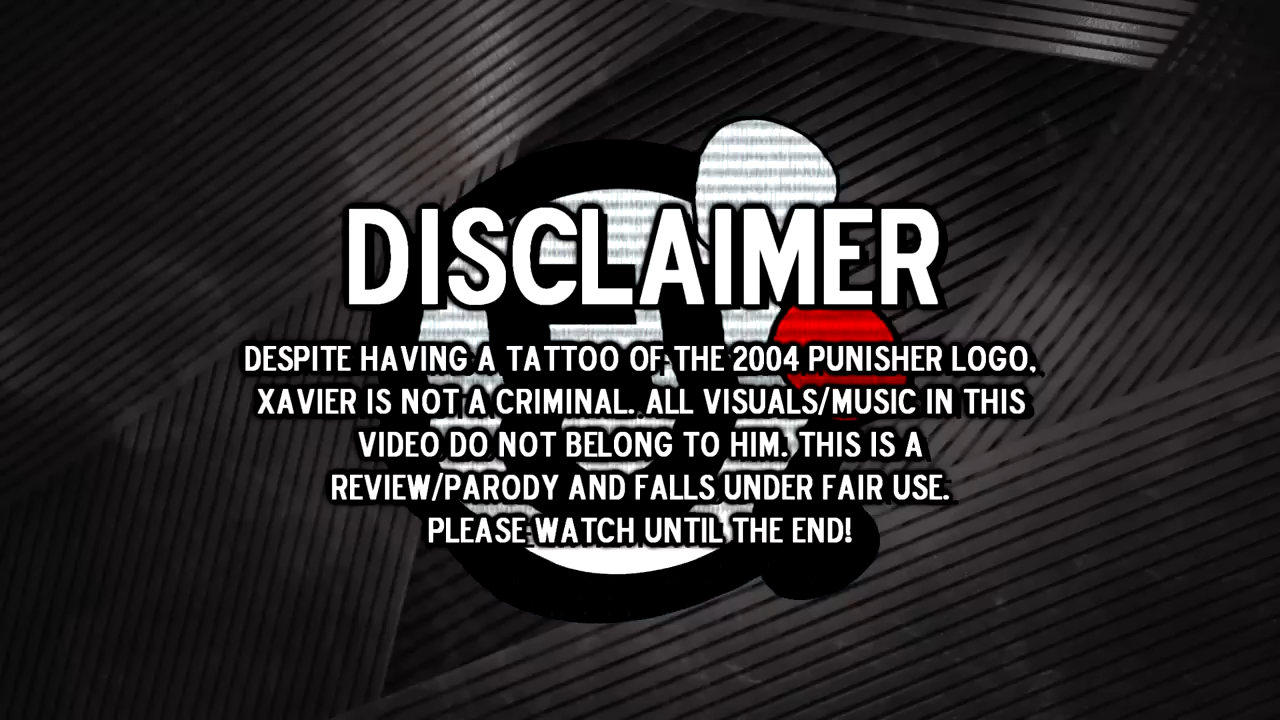 DISCLAIMER
DESPITE HAVING A TATTOO OF THE 2004 PUNISHER LOGO,
XAVIER IS NOT A CRIMINAL. ALL VISUALS/MUSIC IN THIS
VIDEO DO NOT BELONG TO HIM. THIS IS A
REVIEW/PARODY AND FALLS UNDER FAIR USE.
PLEASE WATCH UNTIL THE END!